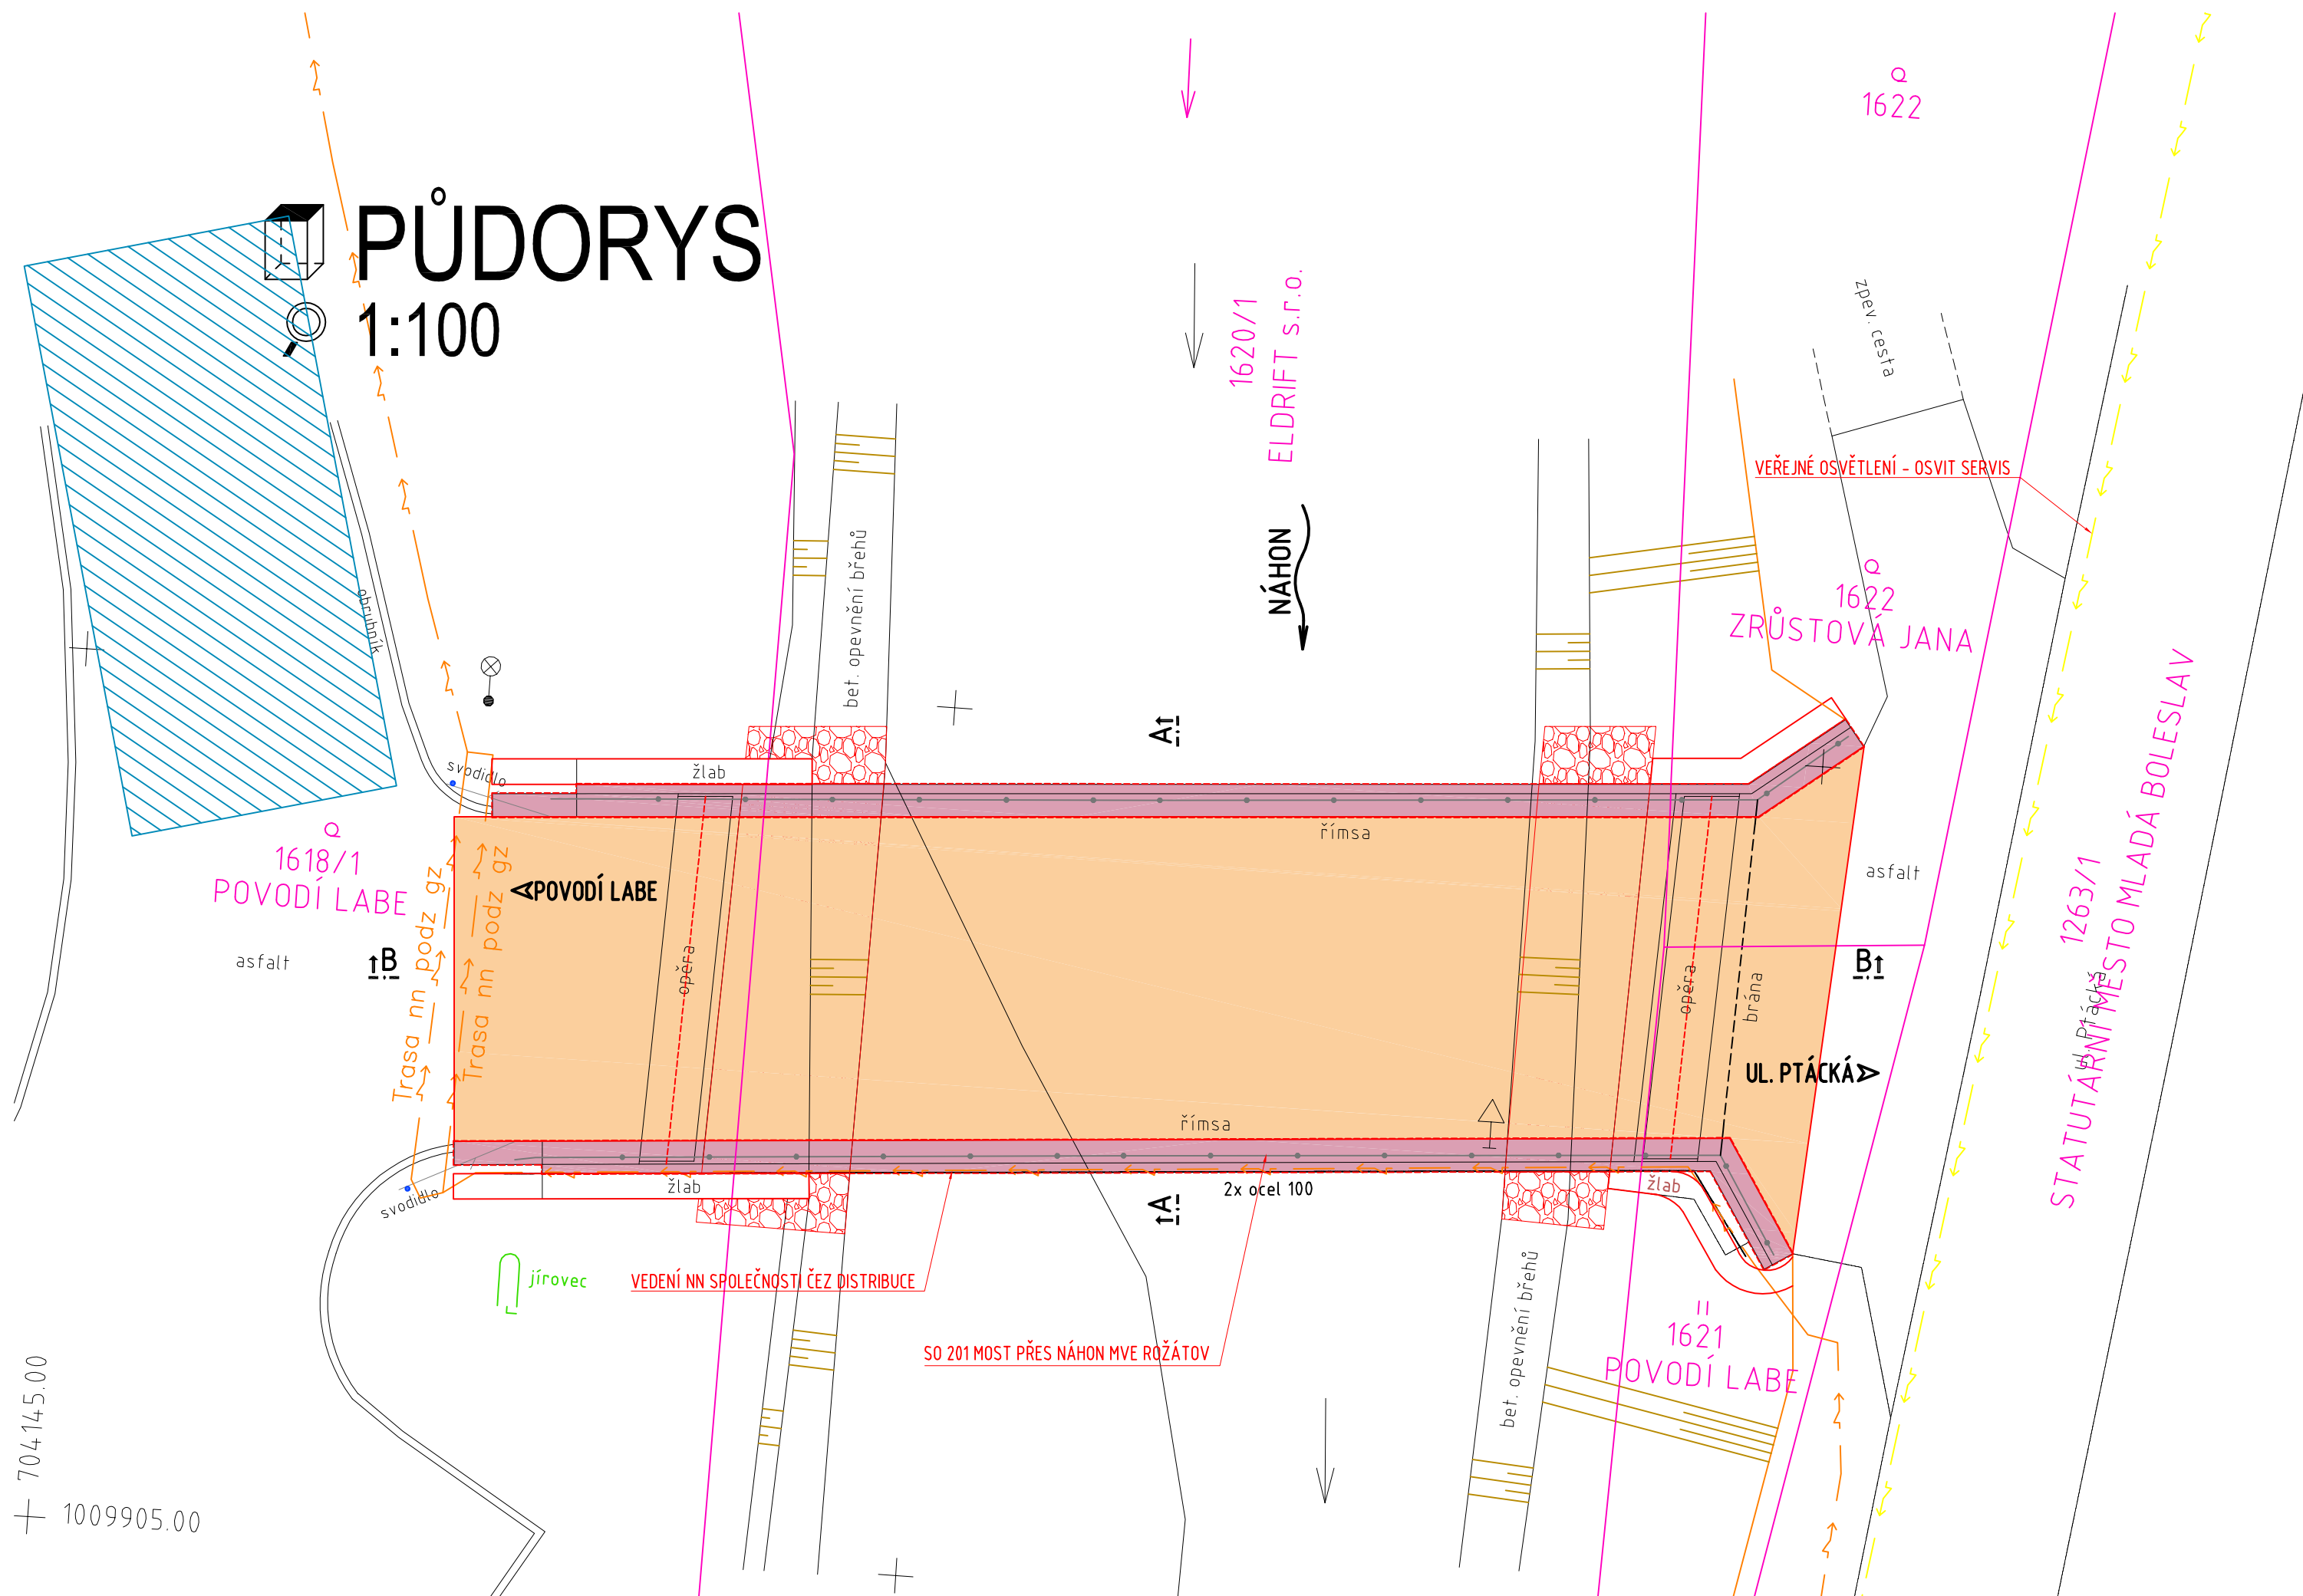 PŮDORYS
1:100
1622
1620/1
ELDRIFT s.r.o.
zpev. cesta
VEŘEJNÉ OSVĚTLENÍ - OSVIT SERVIS
NÁHON
bet. opevnění břehů
obrubník
1622
ZRŮSTOVÁ JANA
A
svodidlo
žlab
římsa
1618/1
POVODÍ LABE
Trasa nn podz gz
Trasa nn podz gz
POVODÍ LABE
asfalt
asfalt
B
opěra
opěra
brána
B
1263/1
STATUTÁRNÍ MĚSTO MLADÁ BOLESLAV
UL. PTÁCKÁ
římsa
svodidlo
žlab
A
2x ocel 100
žlab
jírovec
VEDENÍ NN SPOLEČNOSTI ČEZ DISTRIBUCE
SO 201 MOST PŘES NÁHON MVE ROŽÁTOV
bet. opevnění břehů
1621
POVODÍ LABE
704145.00
1009905.00